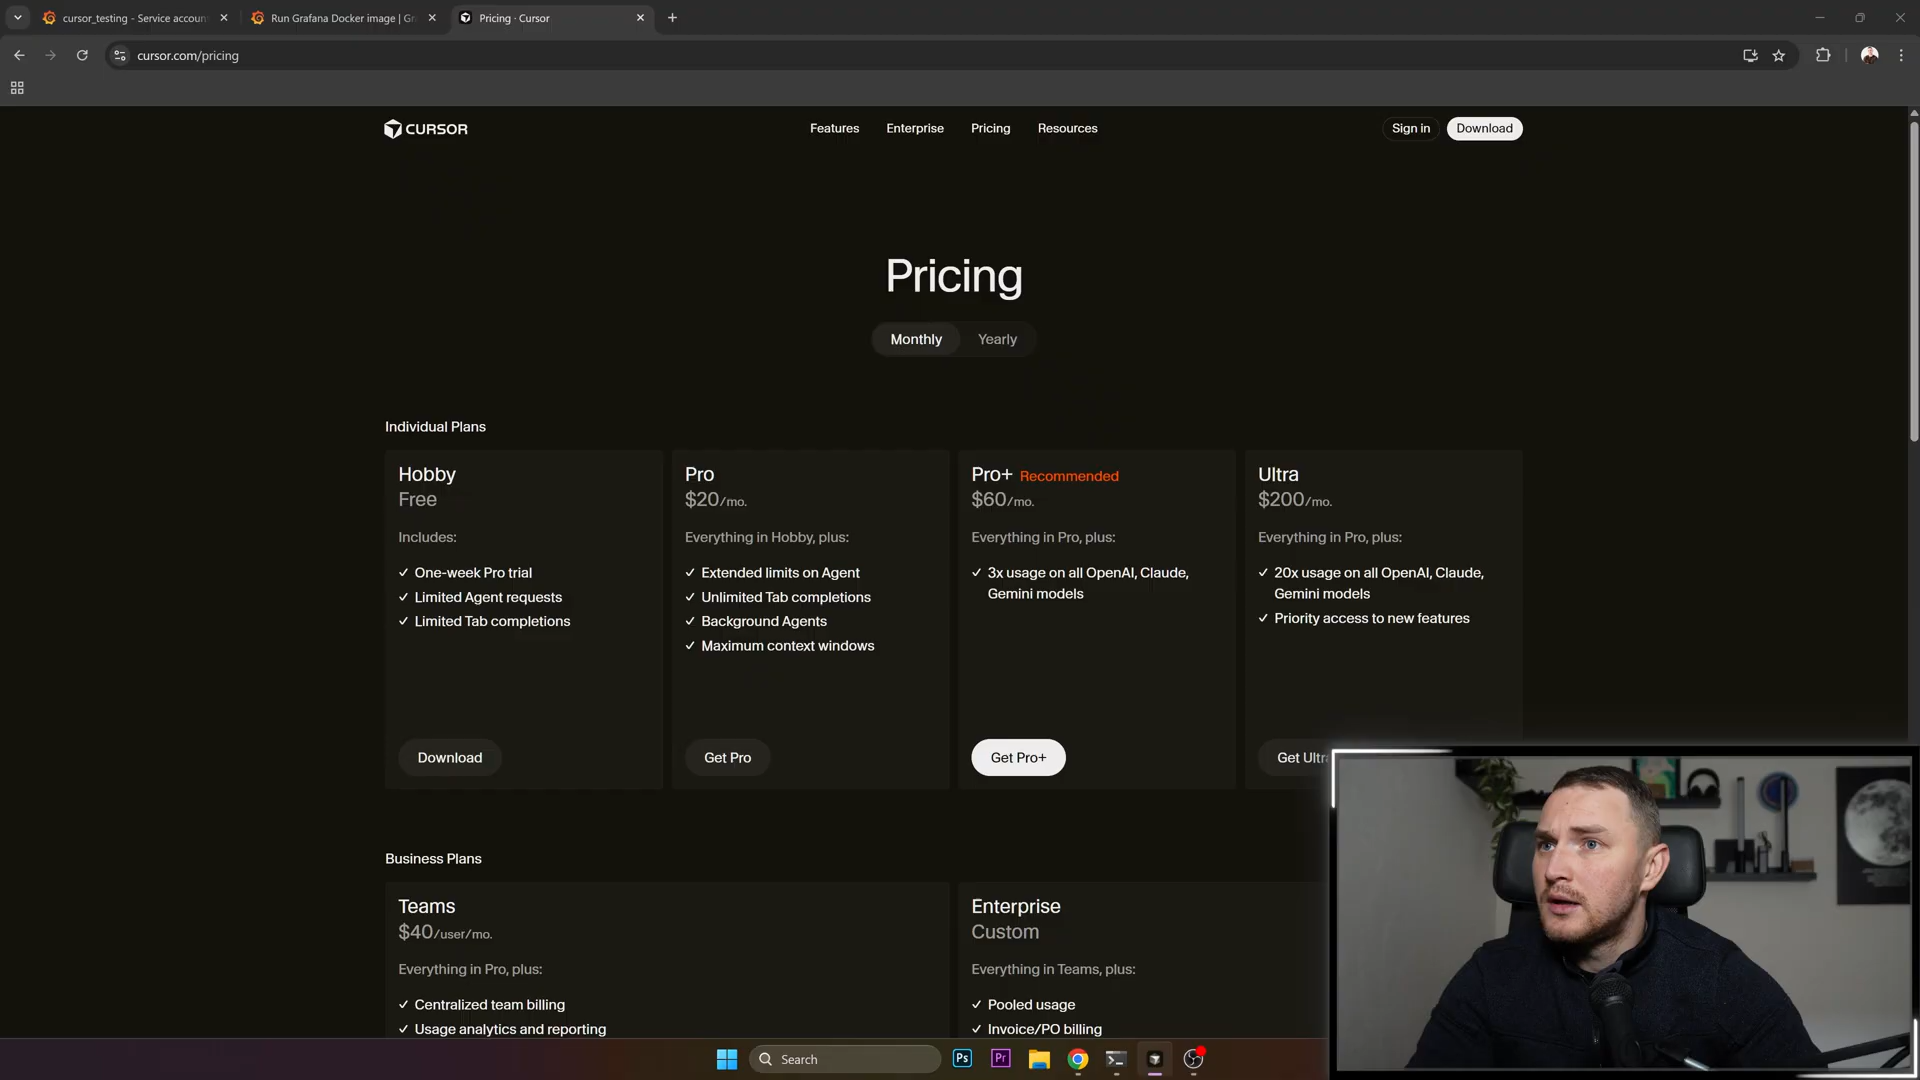 cursor_testing - Service accoun
Run Grafana Docker image | Gr
Pricing · Cursor
cursor.com/pricing
CURSOR
Features
Enterprise
Pricing
Resources
Sign in
Download
Pricing
Monthly
Yearly
Individual Plans
Hobby
Free
Includes:
One-week Pro trial
Limited Agent requests
Limited Tab completions
Download
Pro
$20/mo.
Everything in Hobby, plus:
Extended limits on Agent
Unlimited Tab completions
Background Agents
Maximum context windows
Get Pro
Pro+ Recommended
$60/mo.
Everything in Pro, plus:
3x usage on all OpenAI, Claude,
Gemini models
Get Pro+
Ultra
$200/mo.
Everything in Pro, plus:
20x usage on all OpenAI, Claude,
Gemini models
Priority access to new features
Get Ultra
Business Plans
Teams
$40/user/mo.
Everything in Pro, plus:
Centralized team billing
Usage analytics and reporting
Enterprise
Custom
Everything in Teams, plus:
Pooled usage
Invoice/PO billing
Search
Ps
Pr